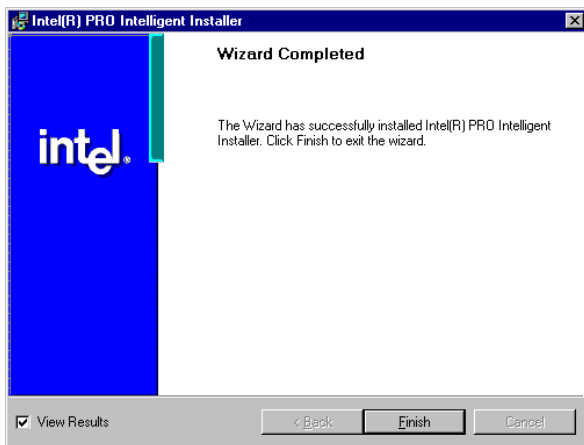 Intel(R) PRO Intelligent Installer
Wizard Completed
The Wizard has successfully installed Intel(R) PRO Intelligent
Installer. Click Finish to exit the wizard.
intel.
View Results
< Back
Finish
Cancel